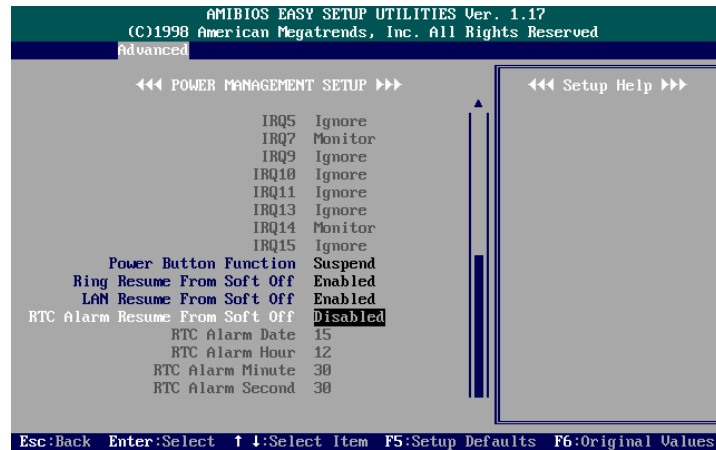 AMIBIOS EASY SETUP UTILITIES Ver. 1.17
(C)1998 American Megatrends, Inc. All Rights Reserved
Advanced
POWER MANAGEMENT SETUP
Setup Help
IRQ5 Ignore
IRQ7 Monitor
IRQ9 Ignore
IRQ10 Ignore
IRQ11 Ignore
IRQ13 Ignore
IRQ14 Monitor
IRQ15 Ignore
Power Button Function Suspend
Ring Resume From Soft Off Enabled
LAN Resume From Soft Off Enabled
RTC Alarm Resume From Soft Off Disabled
RTC Alarm Date 15
RTC Alarm Hour 12
RTC Alarm Minute 30
RTC Alarm Second 30
Esc:Back Enter:Select ↑ ↓:Select Item F5:Setup Defaults F6:Original Values